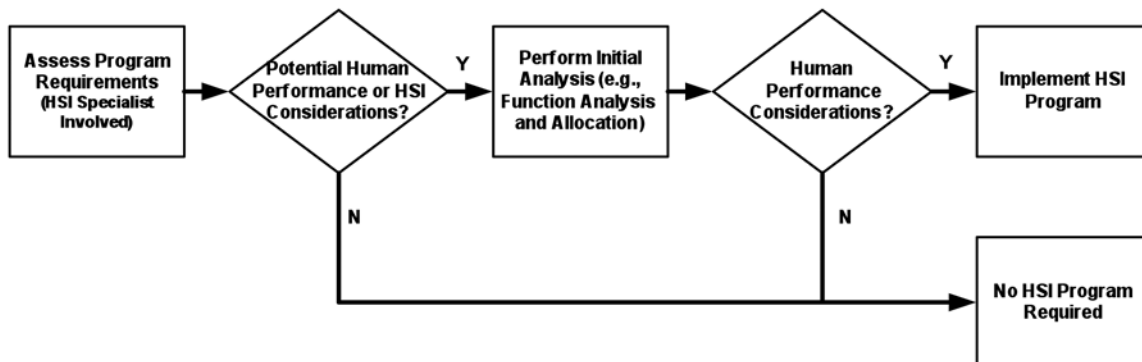 Assess Program
Requirements
(HSI Specialist
Involved)
Potential Human
Performance or HSI
Considerations?
Y
Perform Initial
Analysis (e.g.,
Function Analysis
and Allocation)
Human
Performance
Considerations?
Y
Implement HSI
Program
N
N
No HSI Program
Required